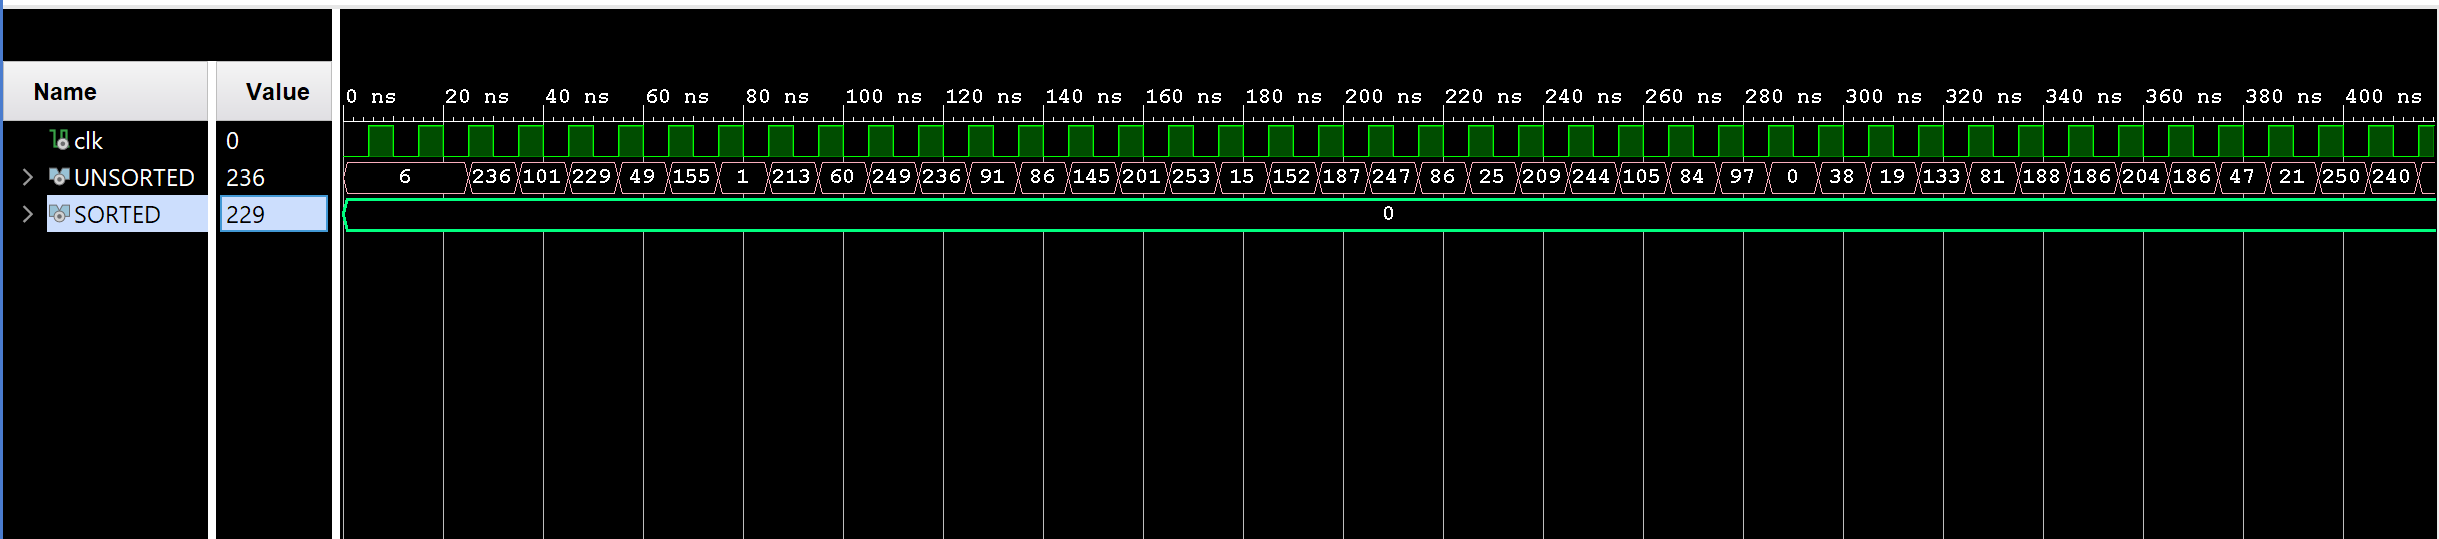 Name Value 0 ns 20 ns 40 ns 60 ns 80 ns 100 ns 120 ns 140 ns 160 ns 180 ns 200 ns 220 ns 240 ns 260 ns 280 ns 300 ns 320 ns 340 ns 360 ns 380 ns 400 ns
clk 0
UNSORTED 236 6 236 101 229 49 155 1 213 60 249 236 91 86 145 201 253 15 152 187 247 86 25 209 244 105 84 97 0 38 19 133 81 188 186 204 186 47 21 250 240
SORTED 229 0